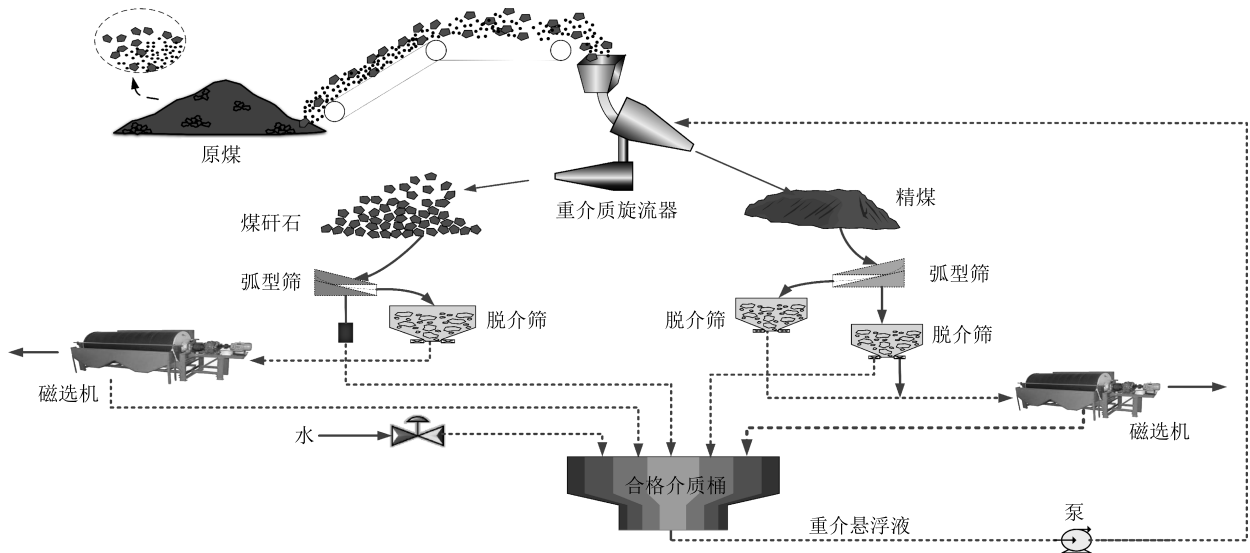 原煤
重介质旋流器
煤矸石
精煤
弧型筛
弧型筛
脱介筛
脱介筛
脱介筛
磁选机
磁选机
水
合格介质桶
重介悬浮液
泵